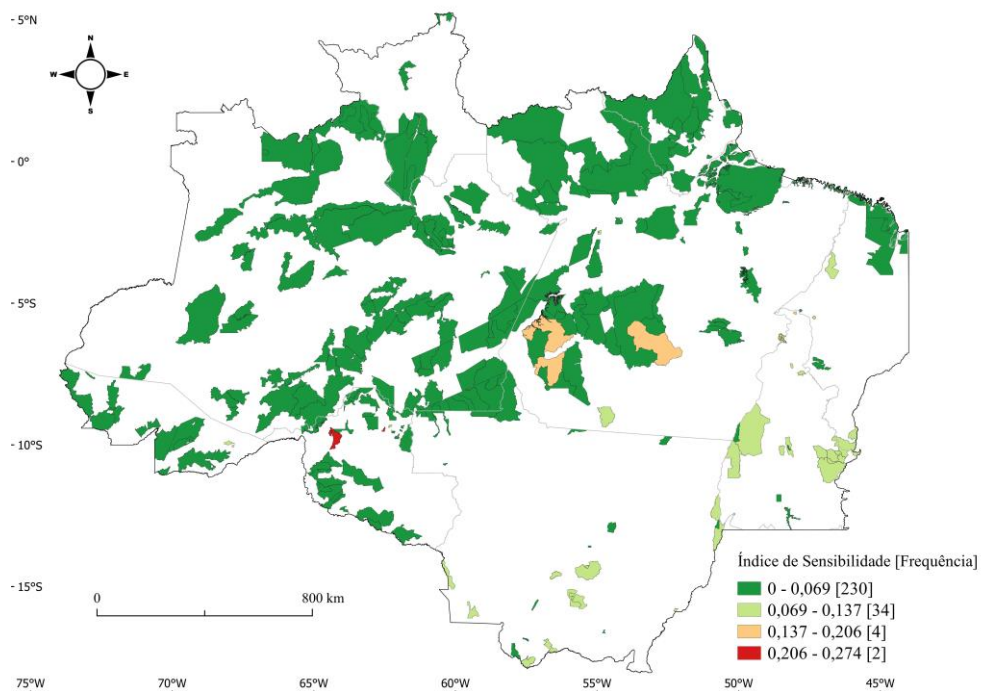 - 5°N
N
W E
S
- 0°
- 5°S
- 10°S
- 15°S
0 800 km
Índice de Sensibilidade [Frequência]
0 - 0,069 [230]
0,069 - 0,137 [34]
0,137 - 0,206 [4]
0,206 - 0,274 [2]
75°W 70°W 65°W 60°W 55°W 50°W 45°W